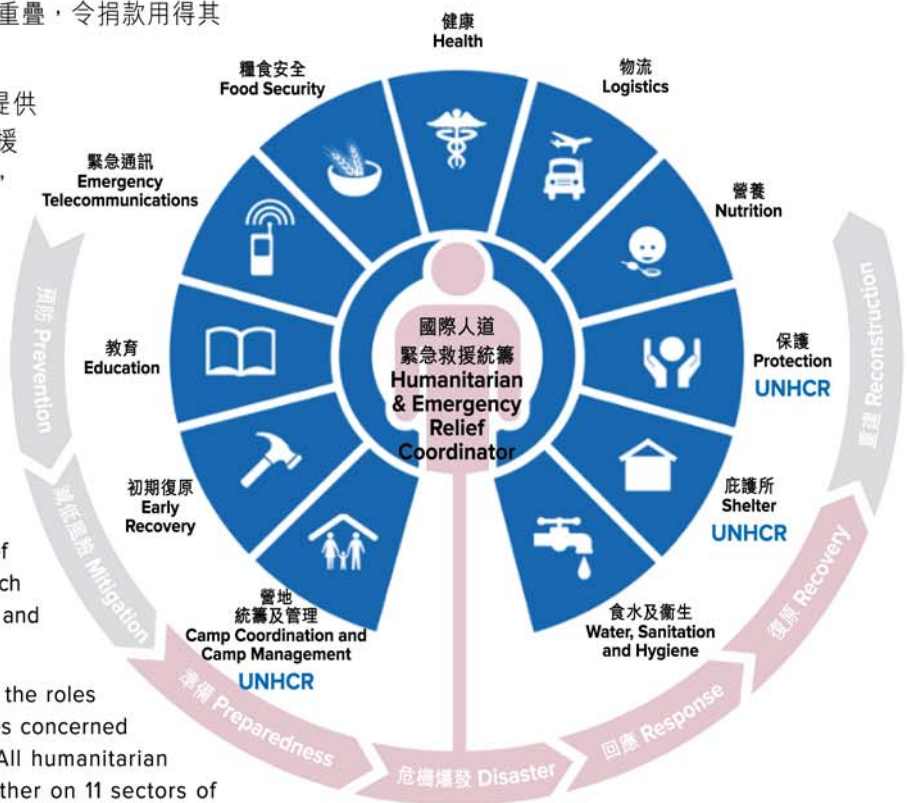 重疊，令捐款用得其
提供
援
，
健康
Health
物流
Logistics
糧食安全
Food Security
緊急通訊
Emergency
Telecommunications
營養
Nutrition
教育
Education
保護
Protection
UNHCR
初期復原
Early
Recovery
庇護所
Shelter
UNHCR
營地
統籌及管理
Camp Coordination and
Camp Management
UNHCR
食水及衞生
Water, Sanitation
and Hygiene
國際人道
緊急救援統籌
Humanitarian
& Emergency
Relief
Coordinator
預防 Prevention
減低風險 Mitigation
準備 Preparedness
危機爆發 Disaster
回應 Response
復原 Recovery
重建 Reconstruction
and
the roles
concerned
All humanitarian
on 11 sectors of